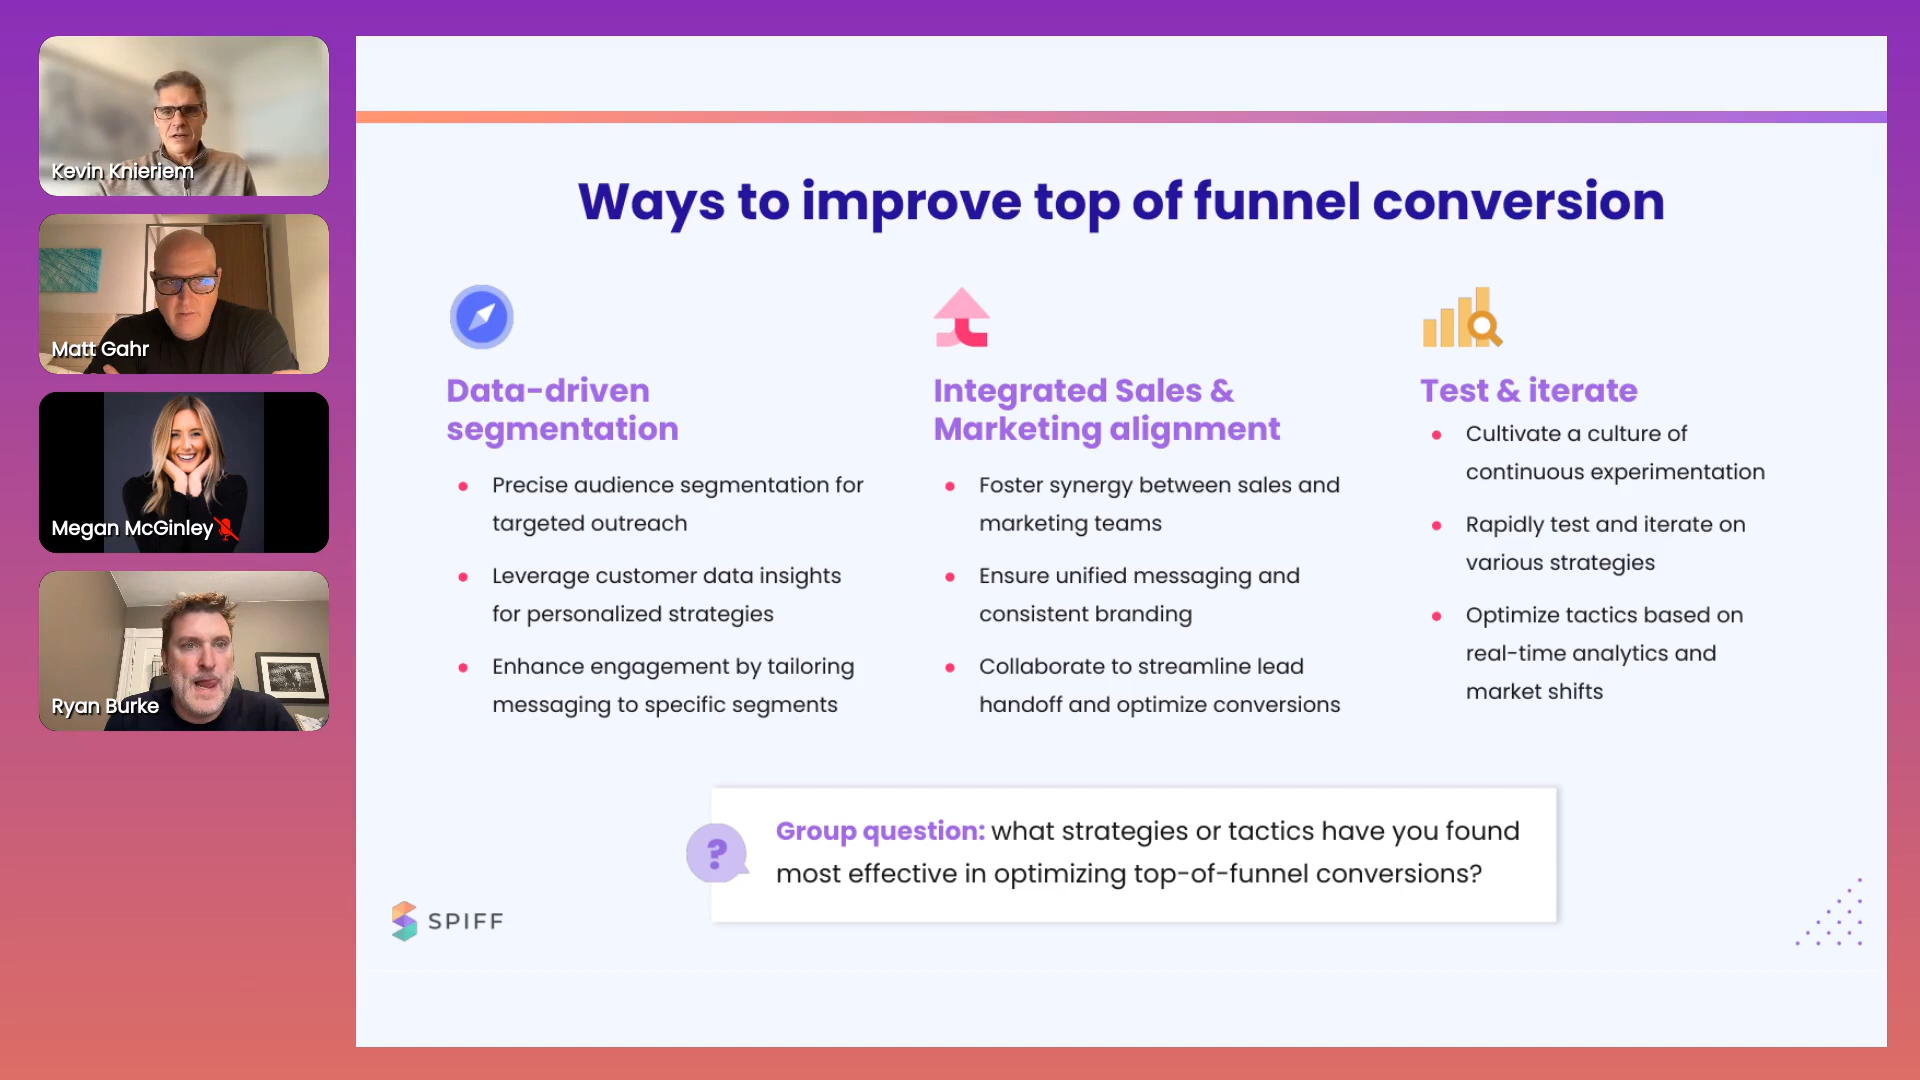 Kevin Knieriem
Matt Gahr
Megan McGinley
Ryan Burke
Ways to improve top of funnel conversion
Data-driven
segmentation
Precise audience segmentation for
targeted outreach
Leverage customer data insights
for personalized strategies
Enhance engagement by tailoring
messaging to specific segments
Integrated Sales &
Marketing alignment
Foster synergy between sales and
marketing teams
Ensure unified messaging and
consistent branding
Collaborate to streamline lead
handoff and optimize conversions
Test & iterate
Cultivate a culture of
continuous experimentation
Rapidly test and iterate on
various strategies
Optimize tactics based on
real-time analytics and
market shifts
?
Group question: what strategies or tactics have you found
most effective in optimizing top-of-funnel conversions?
SPIFF